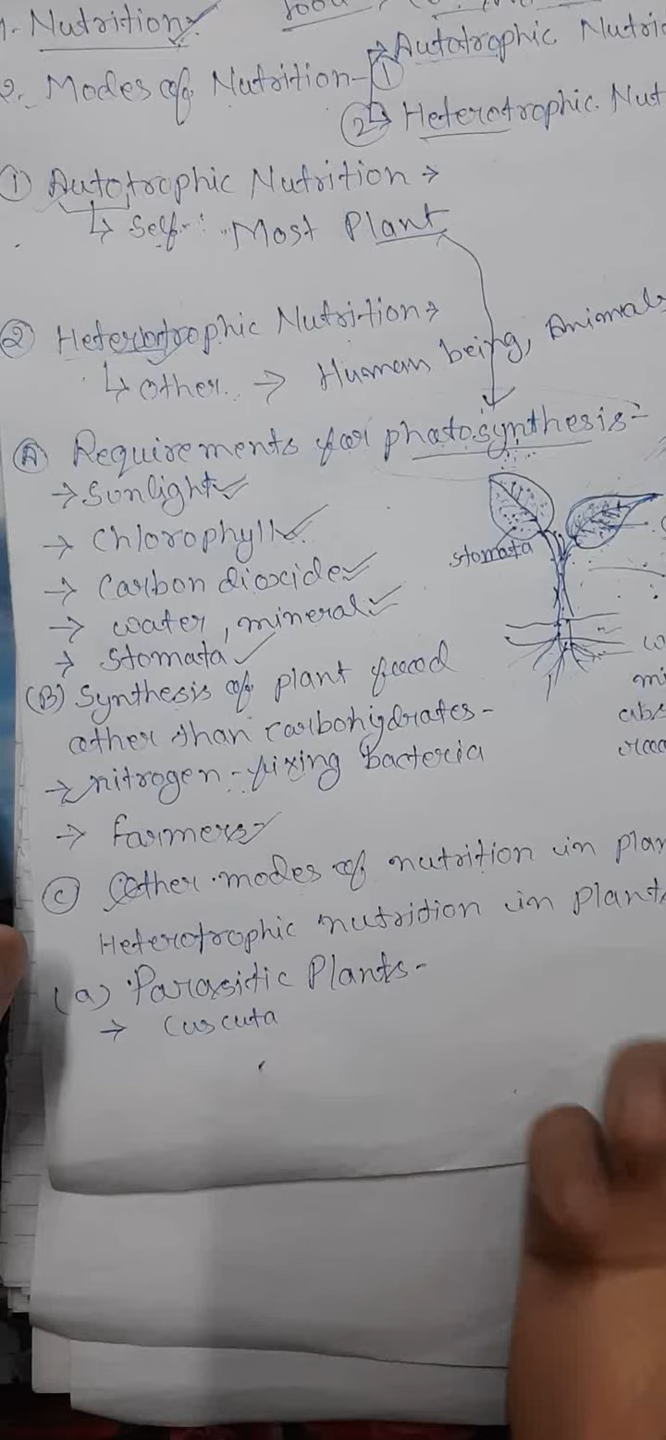 1. Nutrition
2. Modes of Nutrition - ① Autotrophic
② Heterotrophic. Nut
① Autotrophic Nutrition →
↳ Self: Most Plant
② Heterotrophic Nutrition →
↳ other → Human being, Animals
Ⓐ Requirements for photosynthesis -
→ Sunlight ✓
→ Chlorophyll ✓
stomata
→ Carbon dioxide ✓
→ water, mineral ✓
→ Stomata ✓
(B) Synthesis of plant food
other than carbohydrates -
→ nitrogen-fixing bacteria
→ farmers ✓
Ⓒ Other modes of nutrition in
Heterotrophic nutrition in plants
(a) Parasitic Plants -
→ Cuscuta